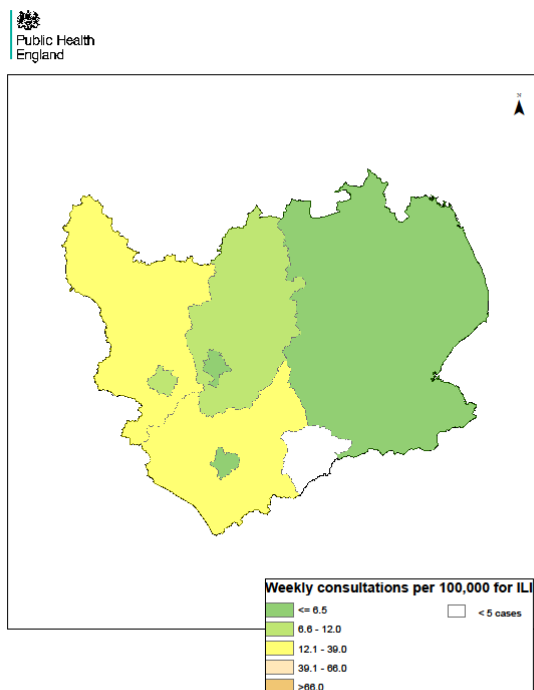 Public Health
England
N
Weekly consultations per 100,000 for ILI
<= 6.5
< 5 cases
6.6 - 12.0
12.1 - 39.0
39.1 - 66.0
>66.0